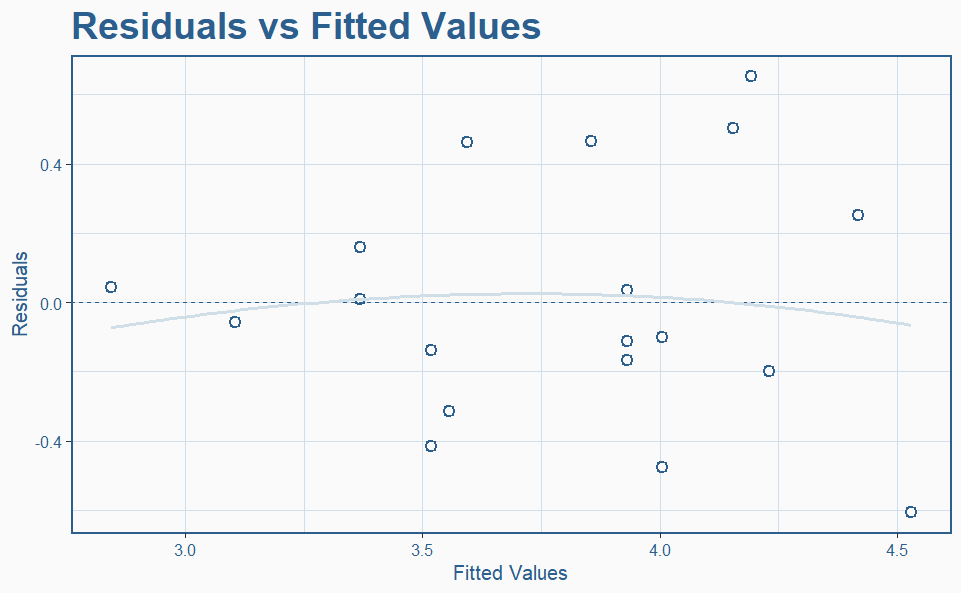 Residuals vs Fitted Values
Residuals
0.4
0.0
-0.4
3.0 3.5 4.0 4.5
Fitted Values